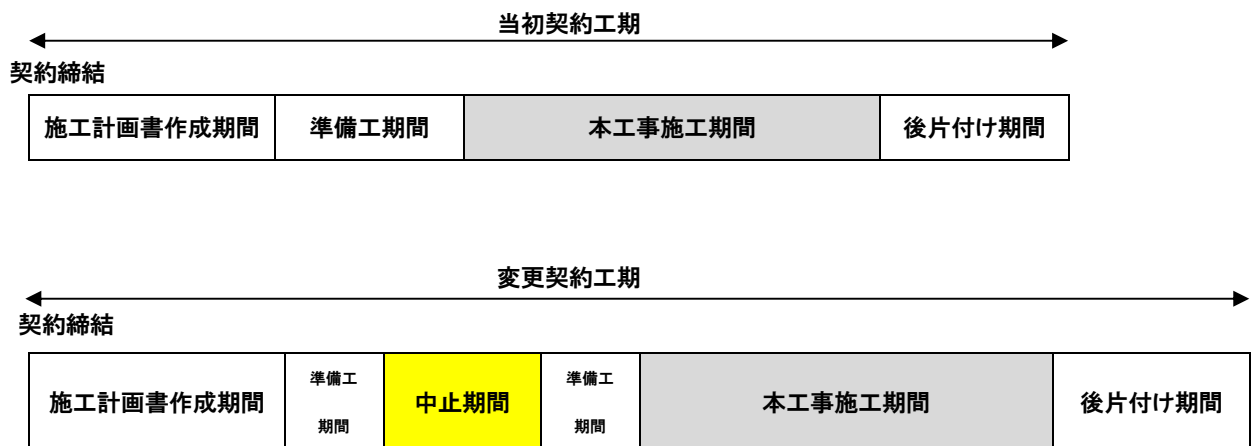 当初契約工期
契約締結
施工計画書作成期間 準備工期間 本工事施工期間 後片付け期間
変更契約工期
契約締結
施工計画書作成期間 準備工 中止期間 準備工 本工事施工期間 後片付け期間
期間 期間